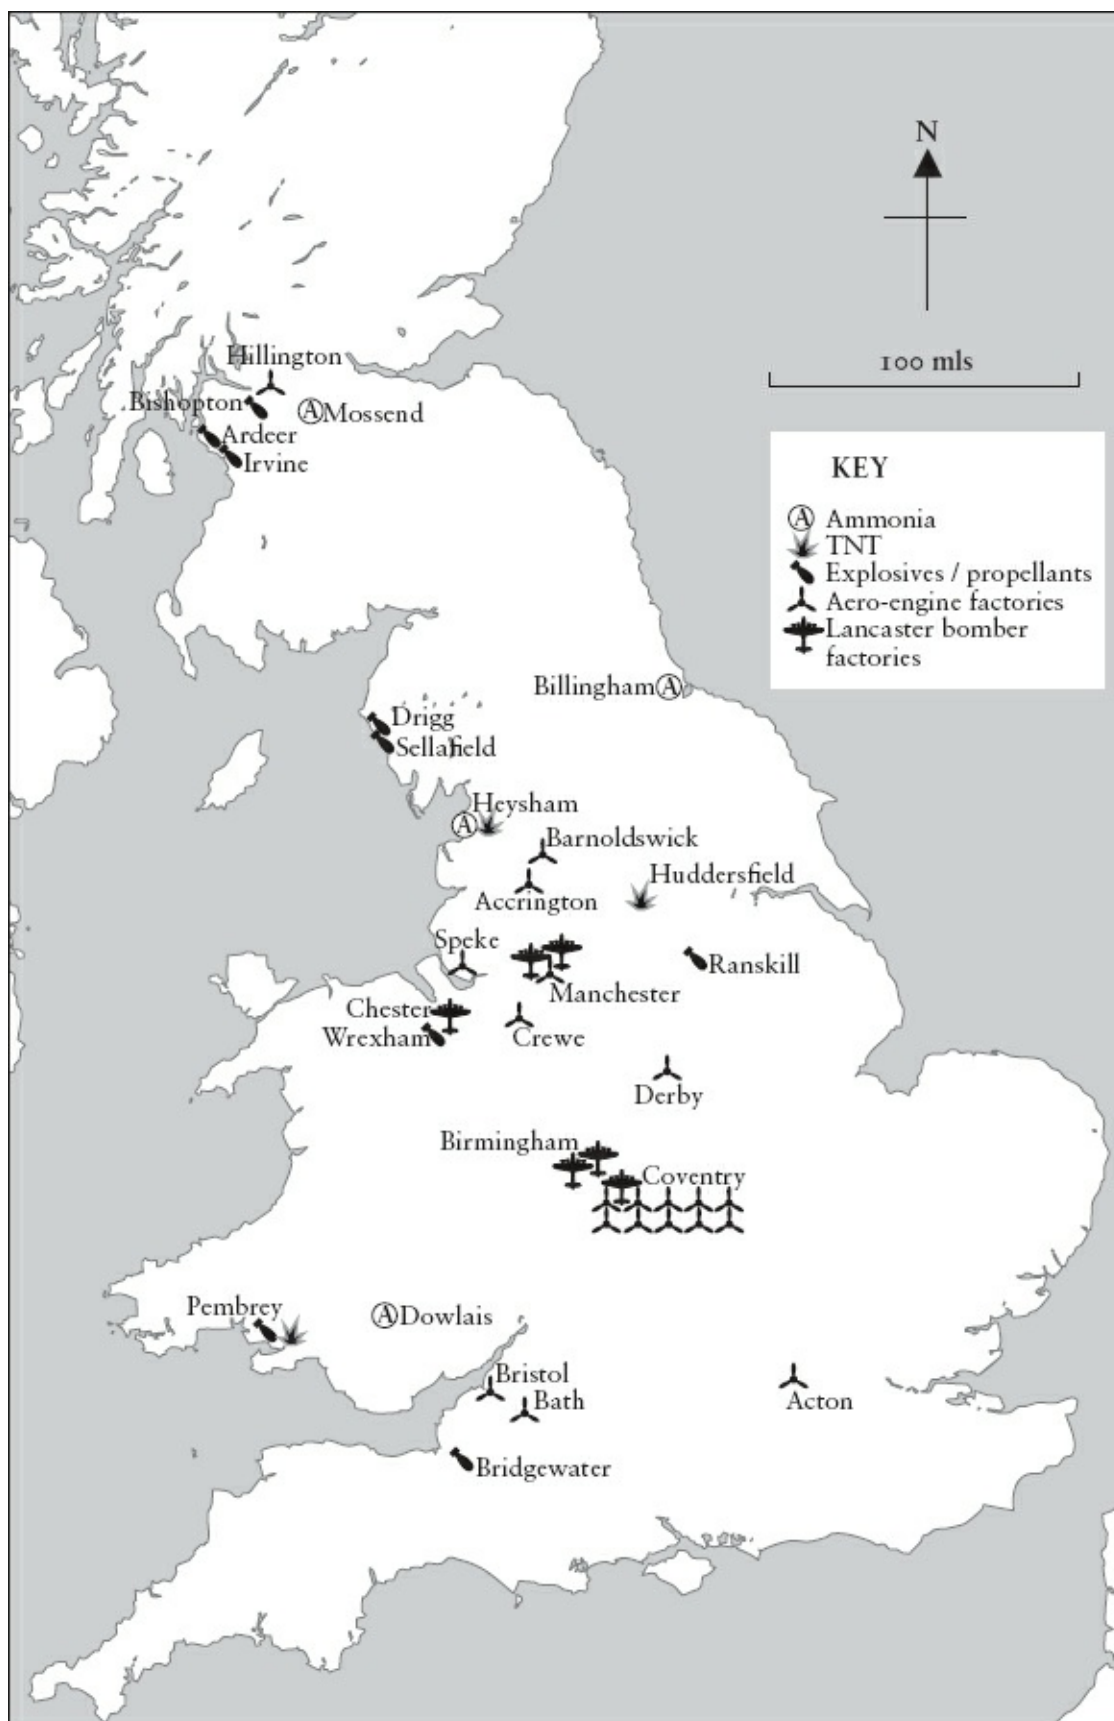 N
100 mls
KEY
A Ammonia
TNT
Explosives / propellants
Aero-engine factories
Lancaster bomber
factories
Hillington
Bishopton
A Mossend
Ardeer
Irvine
Billingham A
Drigg
Sellafield
Heysham
A
Barnoldswick
Huddersfield
Accrington
Speke
Ranskill
Manchester
Chester
Wrexham
Crewe
Derby
Birmingham
Coventry
Pembrey
A Dowlais
Bristol
Bath
Acton
Bridgewater